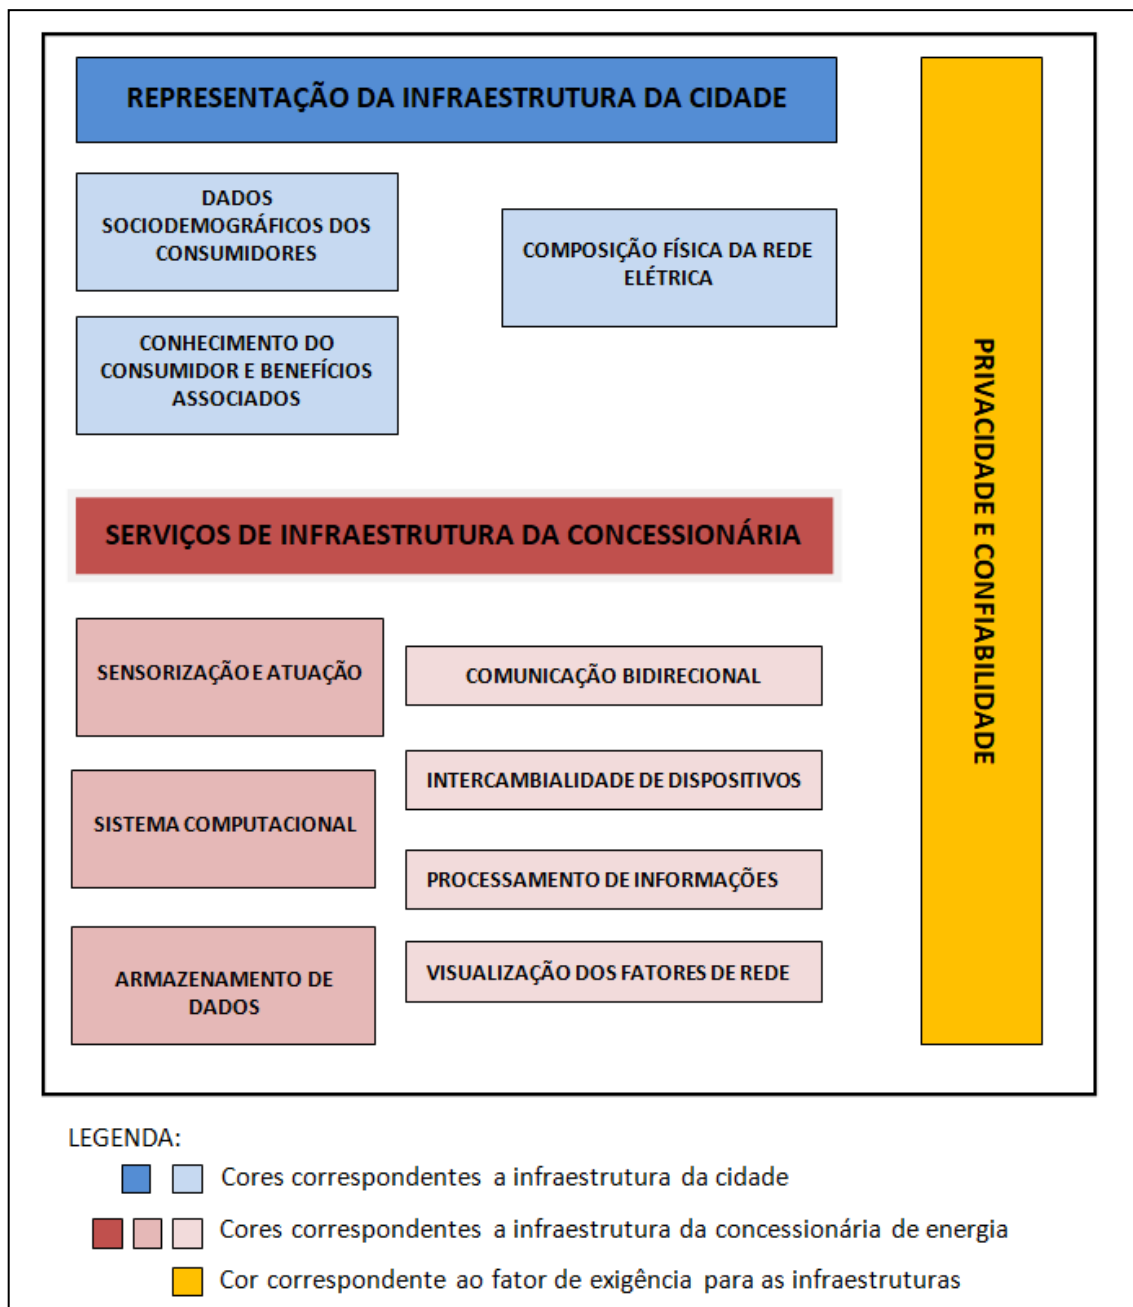 REPRESENTAÇÃO DA INFRAESTRUTURA DA CIDADE
DADOS
SOCIODEMOGRÁFICOS DOS
CONSUMIDORES
COMPOSIÇÃO FÍSICA DA REDE
ELÉTRICA
CONHECIMENTO DO
CONSUMIDOR E BENEFÍCIOS
ASSOCIADOS
SERVIÇOS DE INFRAESTRUTURA DA CONCESSIONÁRIA
SENSORIZAÇÃO E ATUAÇÃO
COMUNICAÇÃO BIDIRECIONAL
INTERCAMBIALIDADE DE DISPOSITIVOS
SISTEMA COMPUTACIONAL
PROCESSAMENTO DE INFORMAÇÕES
ARMAZENAMENTO DE
DADOS
VISUALIZAÇÃO DOS FATORES DE REDE
PRIVACIDADE E CONFIABILIDADE
LEGENDA:
Cores correspondentes a infraestrutura da cidade
Cores correspondentes a infraestrutura da concessionária de energia
Cor correspondente ao fator de exigência para as infraestruturas